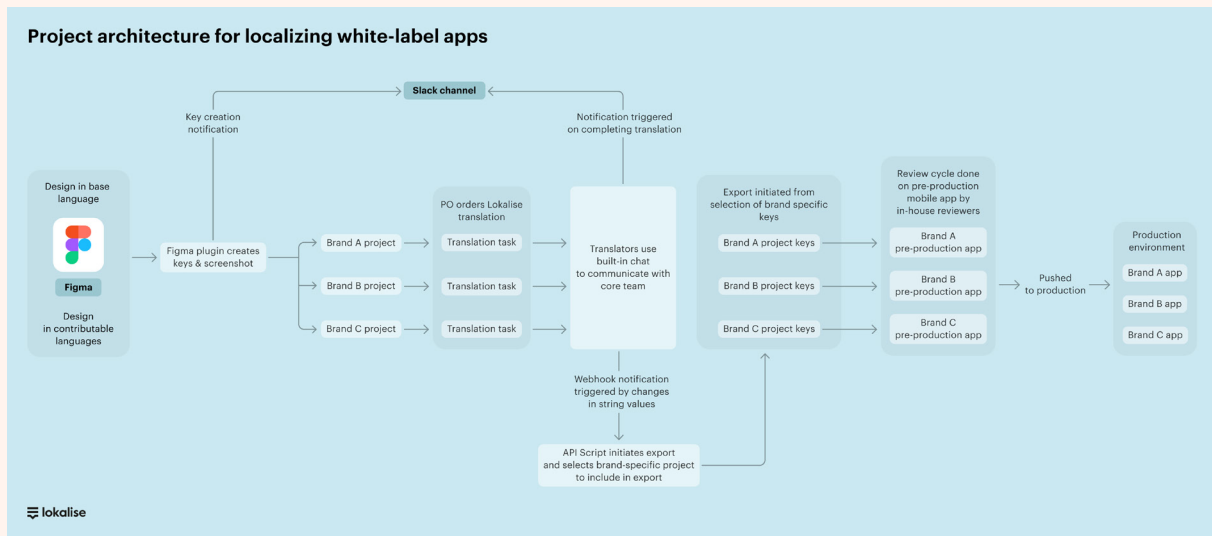 Project architecture for localizing white-label apps
Slack channel
Key creation
notification
Notification triggered
on completing translation
Design in base
language
Figma
Design
in contributable
languages
Figma plugin creates
keys & screenshot
Brand A project
Brand B project
Brand C project
PO orders Lokalise
translation
Translation task
Translation task
Translation task
Translators use
built-in chat
to communicate with
core team
Webhook notification
triggered by changes
in string values
API Script initiates export
and selects brand-specific project
to include in export
Export initiated from
selection of brand specific
keys
Brand A project keys
Brand B project keys
Brand C project keys
Review cycle done
on pre-production
mobile app by
in-house reviewers
Brand A
pre-production app
Brand B
pre-production app
Brand C
pre-production app
Pushed
to production
Production
environment
Brand A app
Brand B app
Brand C app
lokalise